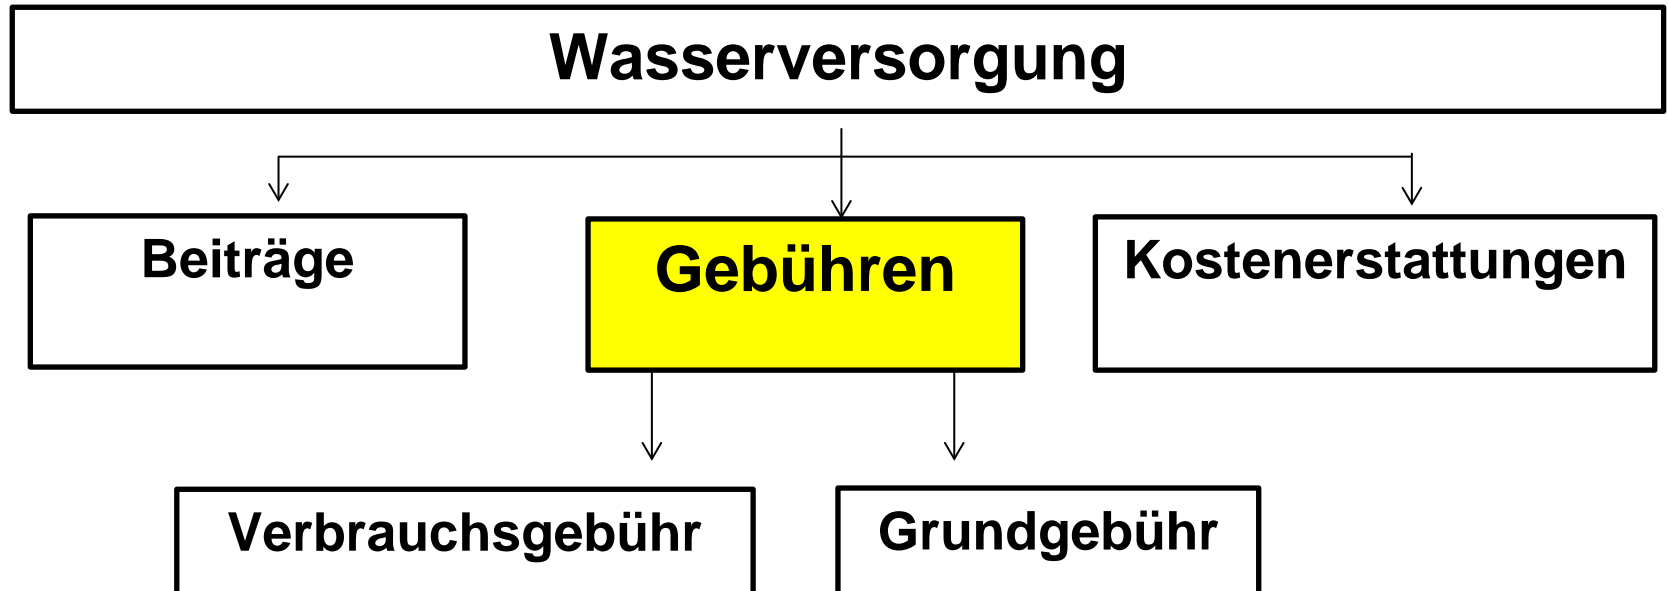 Wasserversorgung
Beiträge
Gebühren
Kostenerstattungen
Verbrauchsgebühr
Grundgebühr